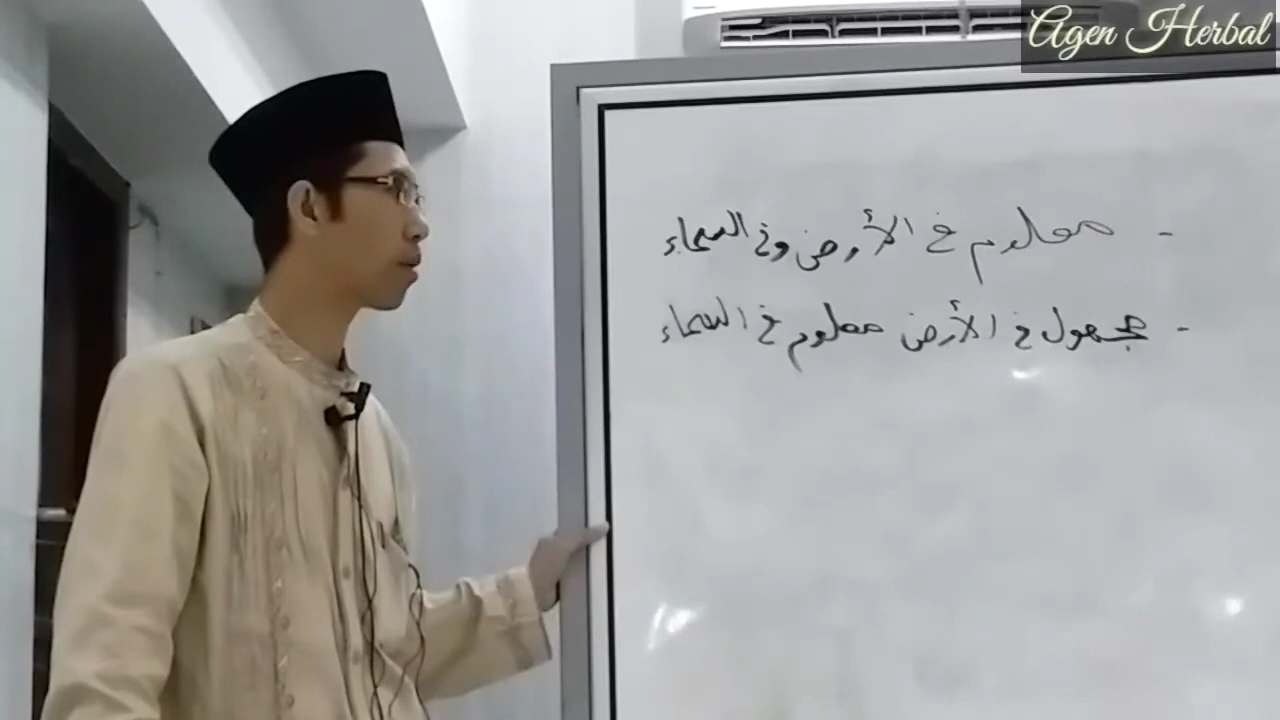 Agen Herbal
- معلوم في الأرض وفي السماء
- مجهول في الأرض معلوم في السماء